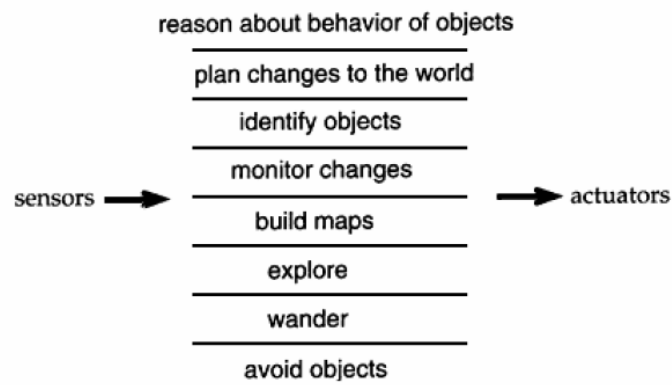 reason about behavior of objects
plan changes to the world
identify objects
monitor changes
sensors
actuators
build maps
explore
wander
avoid objects